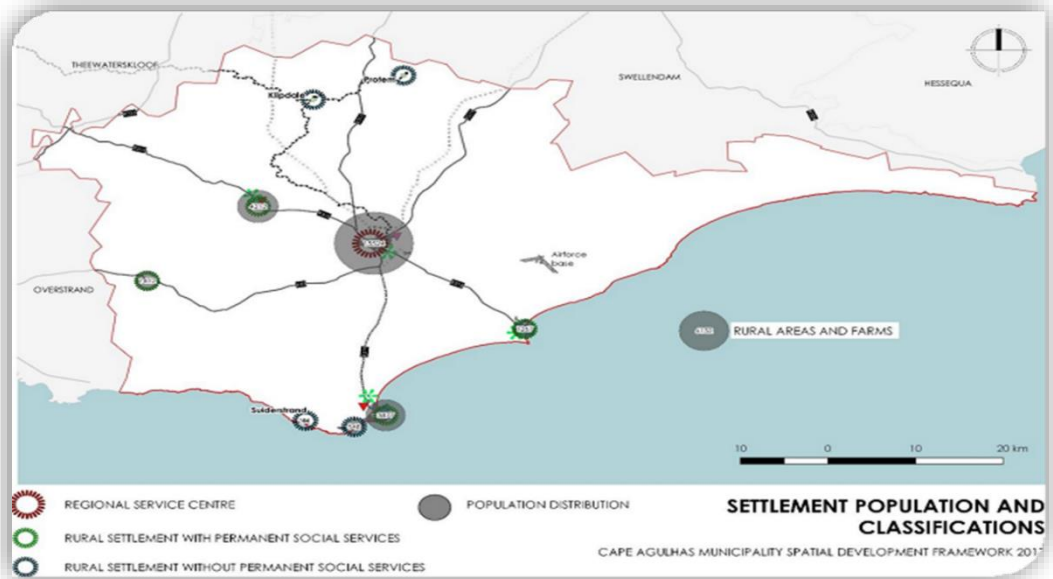 THEEWATERSKLOOF
SWELLENDAM
HESSEQUA
Protem
Klipdale
Airforce
base
OVERSTRAND
RURAL AREAS AND FARMS
Suiderstrand
10 0 10 20 km
REGIONAL SERVICE CENTRE
POPULATION DISTRIBUTION
SETTLEMENT POPULATION AND
CLASSIFICATIONS
RURAL SETTLEMENT WITH PERMANENT SOCIAL SERVICES
CAPE AGULHAS MUNICIPALITY SPATIAL DEVELOPMENT FRAMEWORK 2017
RURAL SETTLEMENT WITHOUT PERMANENT SOCIAL SERVICES